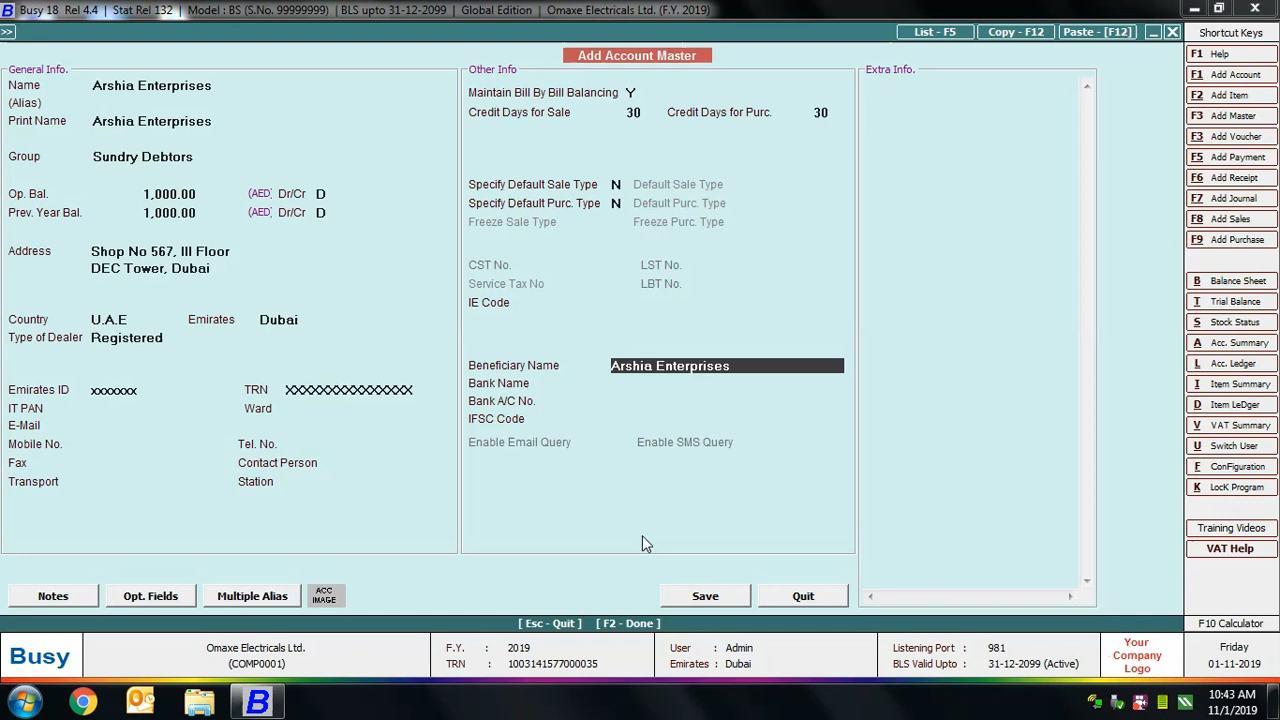 Busy 18 Rel 4.4 | Stat Rel 132 | Model : BS (S.No. 99999999) | BLS upto 31-12-2099 | Global Edition | Omaxe Electricals Ltd. (F.Y. 2019)
>> List - F5 Copy - F12 Paste - [F12]
Add Account Master
General Info.
Name Arshia Enterprises
(Alias)
Print Name Arshia Enterprises
Group Sundry Debtors
Op. Bal. 1,000.00 (AED) Dr/Cr D
Prev. Year Bal. 1,000.00 (AED) Dr/Cr D
Address Shop No 567, III Floor
DEC Tower, Dubai
Country U.A.E Emirates Dubai
Type of Dealer Registered
Emirates ID xxxxxxx TRN XXXXXXXXXXXXXXX
IT PAN Ward
E-Mail
Mobile No. Tel. No.
Fax Contact Person
Transport Station
Other Info
Maintain Bill By Bill Balancing Y
Credit Days for Sale 30 Credit Days for Purc. 30
Specify Default Sale Type N Default Sale Type
Specify Default Purc. Type N Default Purc. Type
Freeze Sale Type Freeze Purc. Type
CST No. LST No.
Service Tax No LBT No.
IE Code
Beneficiary Name Arshia Enterprises
Bank Name
Bank A/C No.
IFSC Code
Enable Email Query Enable SMS Query
Extra Info.
Notes Opt. Fields Multiple Alias ACC IMAGE Save Quit
[ Esc - Quit ] [ F2 - Done ]
Shortcut Keys
F1 Help
F1 Add Account
F2 Add Item
F3 Add Master
F3 Add Voucher
F5 Add Payment
F6 Add Receipt
F7 Add Journal
F8 Add Sales
F9 Add Purchase
B Balance Sheet
T Trial Balance
S Stock Status
A Acc. Summary
L Acc. Ledger
I Item Summary
D Item LeDger
V VAT Summary
U Switch User
F ConFiguration
K LocK Program
Training Videos
VAT Help
F10 Calculator
Busy
Omaxe Electricals Ltd.
(COMP0001)
F.Y. : 2019
TRN : 1003141577000035
User : Admin
Emirates : Dubai
Listening Port : 981
BLS Valid Upto : 31-12-2099 (Active)
Your
Company
Logo
Friday
01-11-2019
10:43 AM
11/1/2019